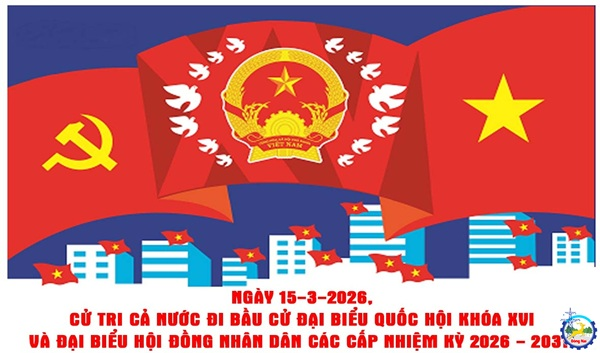 VIỆT NAM
NGÀY 15-3-2026,
CỬ TRI CẢ NƯỚC ĐI BẦU CỬ ĐẠI BIỂU QUỐC HỘI KHÓA XVI
VÀ ĐẠI BIỂU HỘI ĐỒNG NHÂN DÂN CÁC CẤP NHIỆM KỲ 2026 - 203